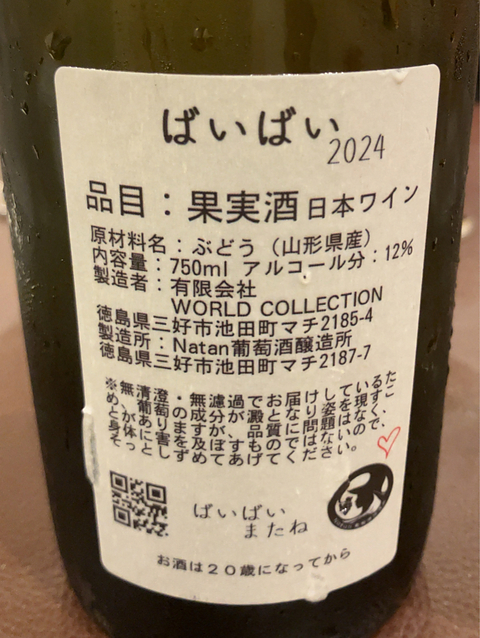 ばいばい
2024
品目：果実酒 日本ワイン
原材料名：ぶどう（山形県産）
内容量：750ml アルコール分：12%
製造者：有限会社
WORLD COLLECTION
徳島県三好市池田町マチ2185-4
製造所：Natan葡萄酒醸造所
徳島県三好市池田町マチ2187-7
※無清澄・無濾過でお届けしているた
め、葡萄の成分が澱となり姿を現すこ
とがありますが、品質に問題はなく、
身体に害を及ぼすものではないので、
そっとしずめてあげてください。
ばいばい
またね
お酒は20歳になってから